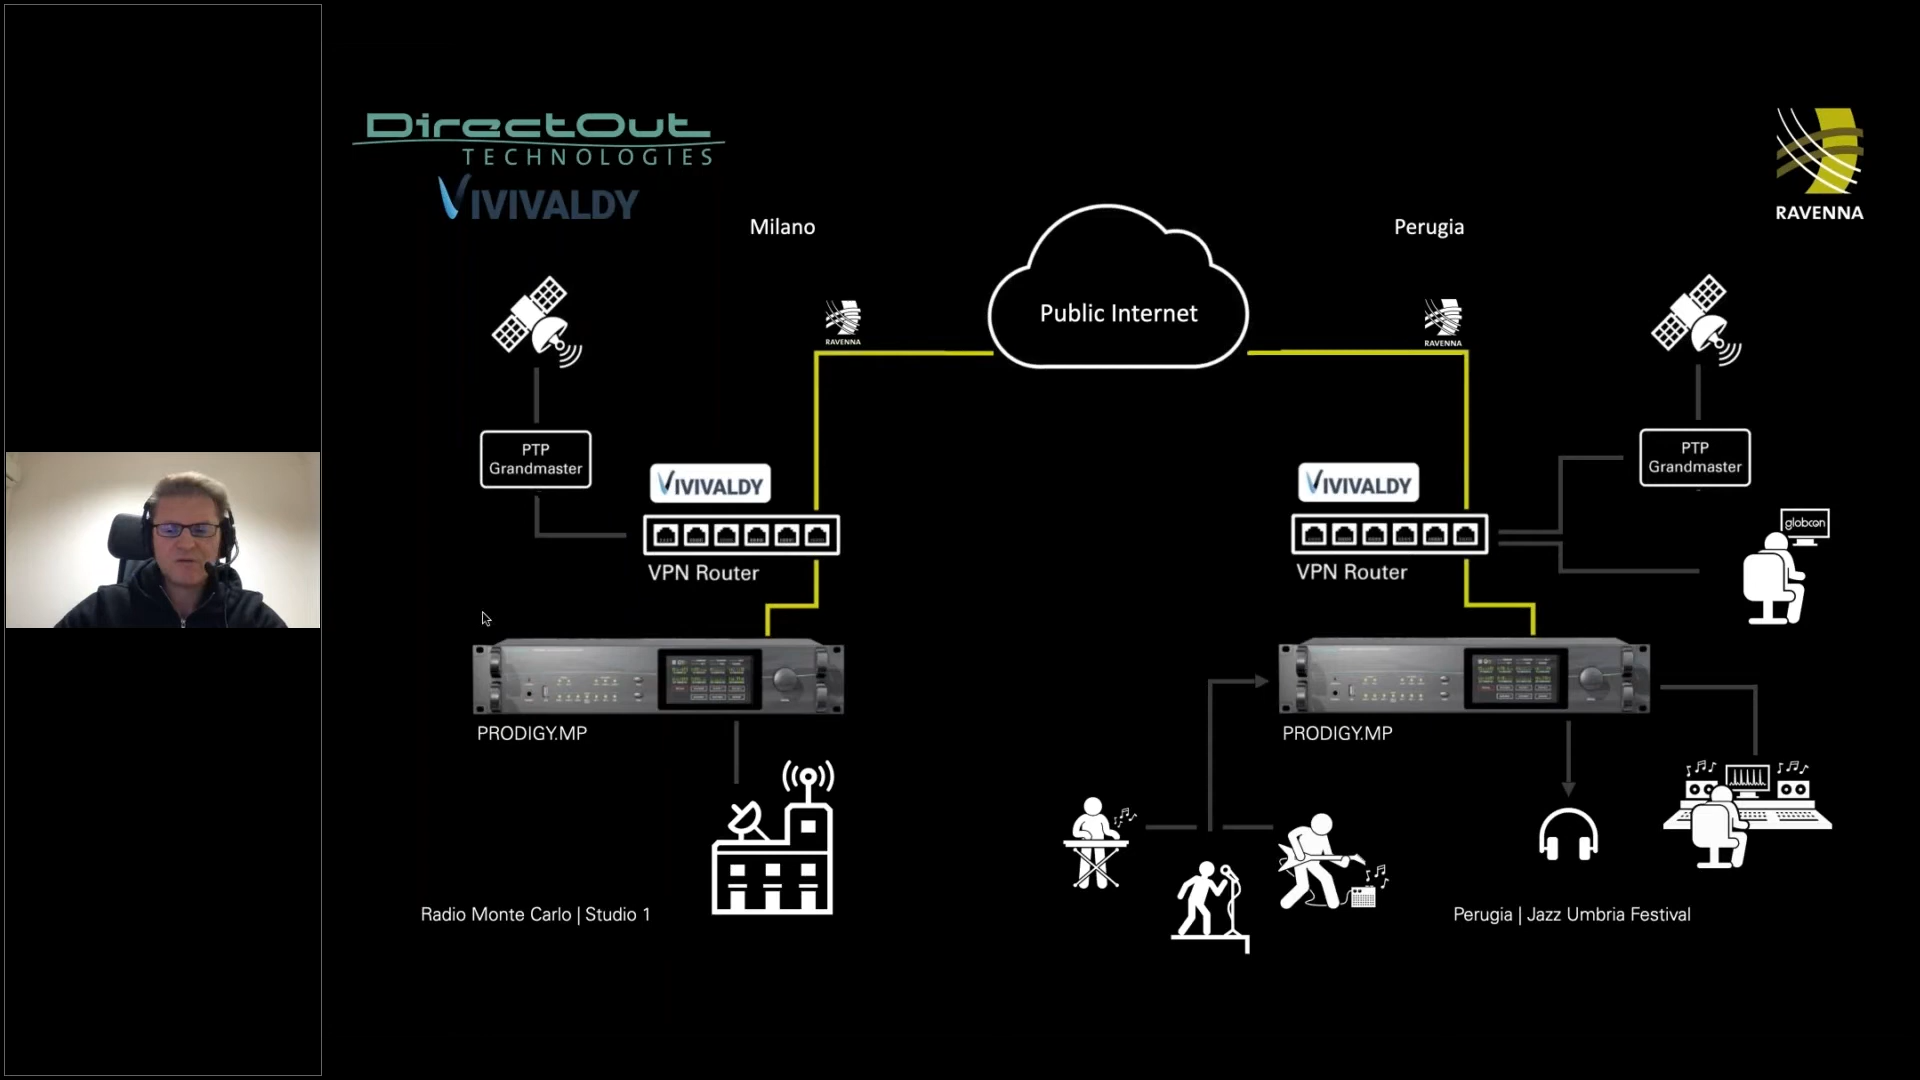 DirectOut
TECHNOLOGIES
VIVIVALDY
RAVENNA
Milano
Perugia
Public Internet
RAVENNA
RAVENNA
PTP
Grandmaster
PTP
Grandmaster
VIVIVALDY
VIVIVALDY
globcon
VPN Router
VPN Router
PRODIGY.MP
PRODIGY.MP
Radio Monte Carlo | Studio 1
Perugia | Jazz Umbria Festival